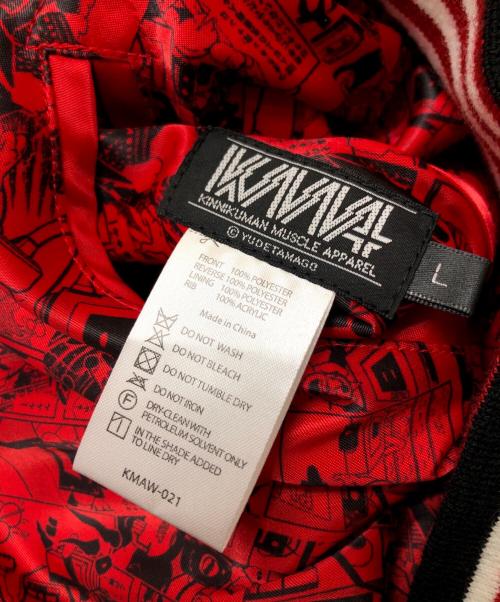 KMMA
KINNIKUMAN MUSCLE APPAREL
© YUDETAMAGO
L
FRONT 100% POLYESTER
REVERSE 100% POLYESTER
LINING 100% POLYESTER
RIB 100% ACRYLIC
Made in China
DO NOT WASH
DO NOT BLEACH
DO NOT TUMBLE DRY
DO NOT IRON
F DRY-CLEAN WITH
PETROLEUM SOLVENT ONLY
IN THE SHADE ADDED
TO LINE DRY
KMAW-021